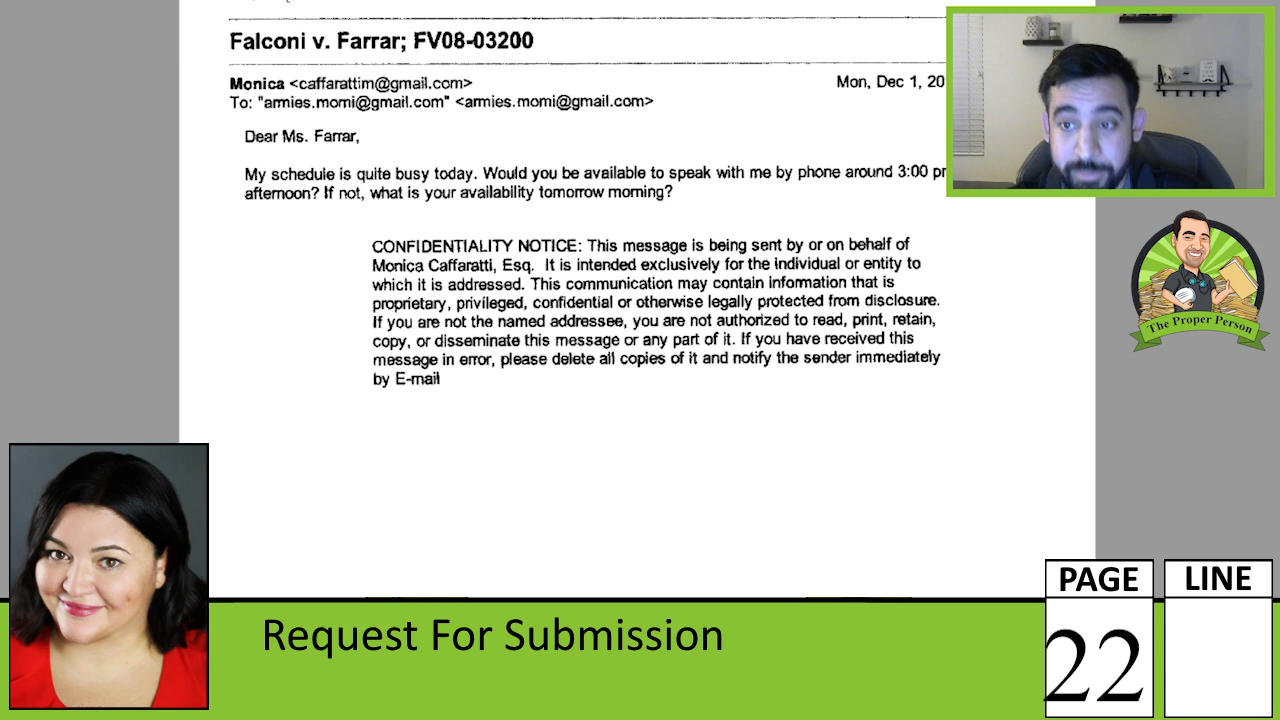 Falconi v. Farrar; FV08-03200
Monica <caffarattim@gmail.com>
Mon, Dec 1, 20
To: "armies.momi@gmail.com" <armies.momi@gmail.com>
Dear Ms. Farrar,
My schedule is quite busy today. Would you be available to speak with me by phone around 3:00
afternoon? If not, what is your availability tomorrow morning?
CONFIDENTIALITY NOTICE: This message is being sent by or on behalf of
Monica Caffaratti, Esq. It is intended exclusively for the individual or entity to
which it is addressed. This communication may contain information that is
proprietary, privileged, confidential or otherwise legally protected from disclosure.
If you are not the named addressee, you are not authorized to read, print, retain,
copy, or disseminate this message or any part of it. If you have received this
message in error, please delete all copies of it and notify the sender immediately
by E-mail
The Proper Person
PAGE
LINE
22
Request For Submission